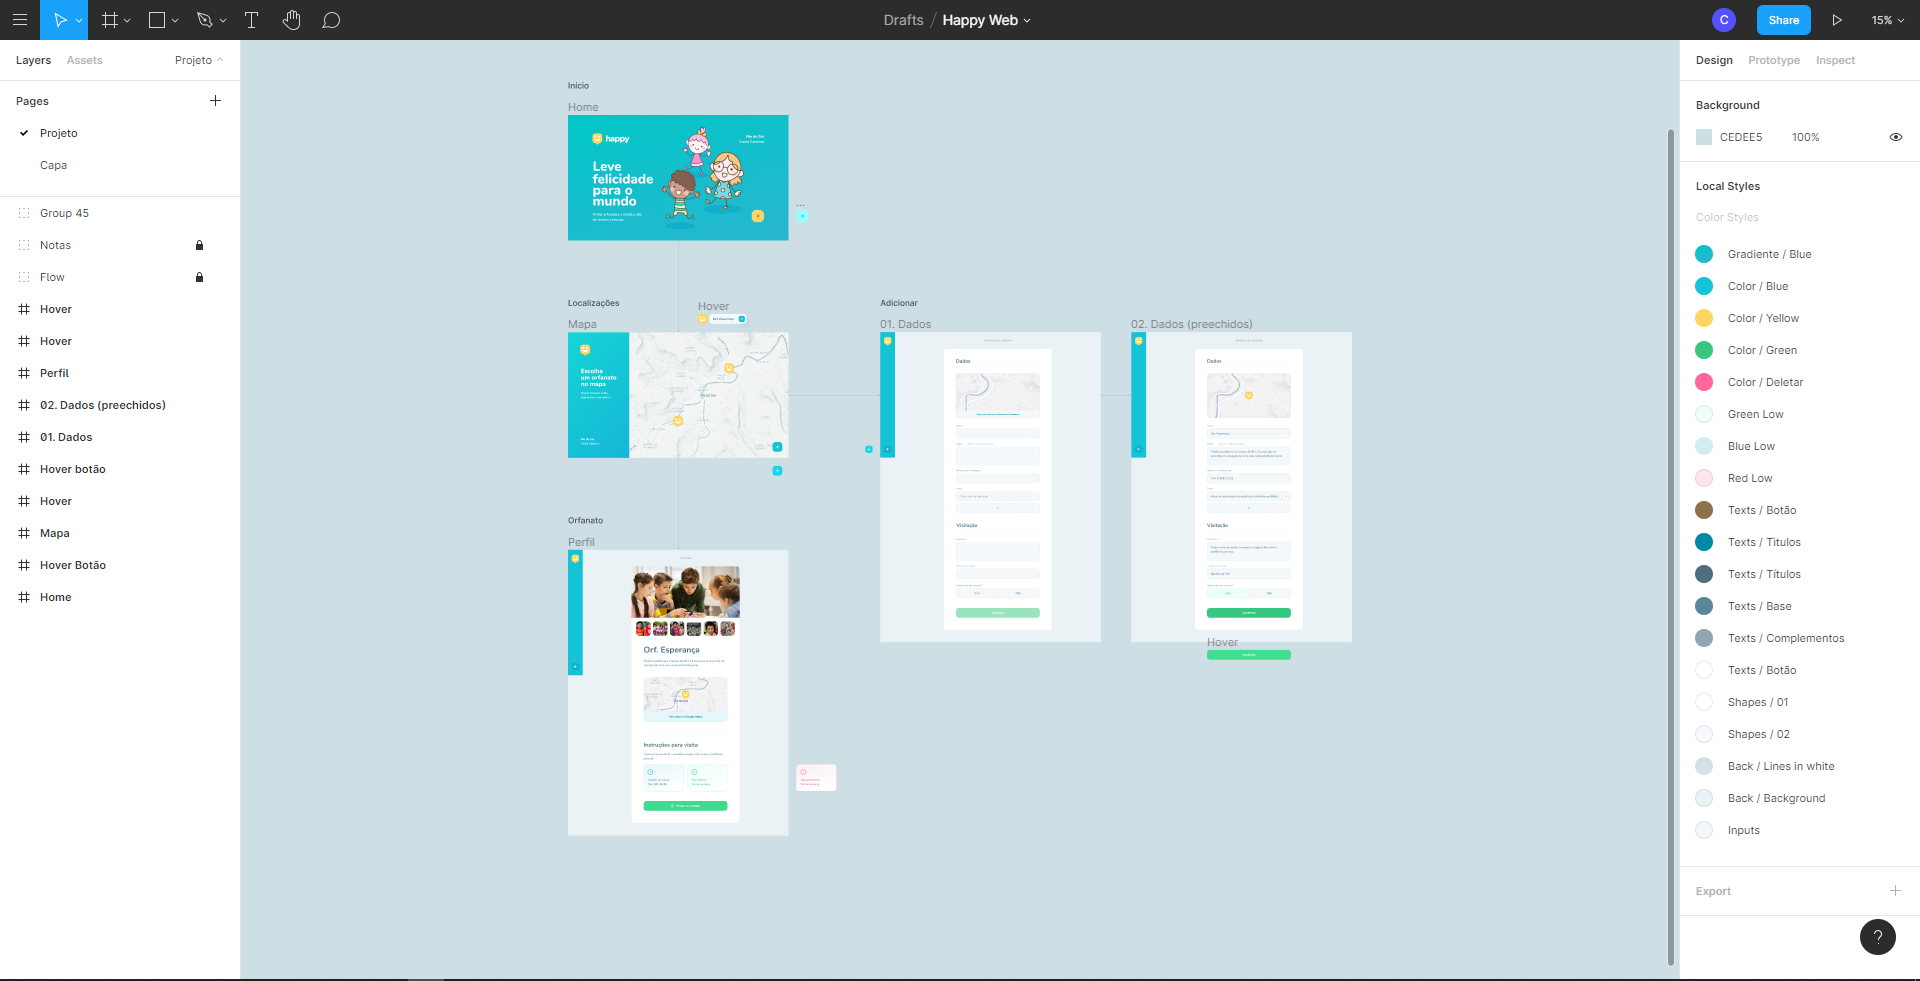 Drafts / Happy Web
C
Share
15%
Layers
Assets
Projeto
Pages
Projeto
Capa
Group 45
Notas
Flow
Hover
Hover
Perfil
02. Dados (preechidos)
01. Dados
Hover botão
Hover
Mapa
Hover Botão
Home
Início
Home
happy
Leve
felicidade
para o
mundo
Localizações
Mapa
Hover
Escolha
um orfanato
no mapa
Adicionar
01. Dados
Dados
Visitação
02. Dados (preechidos)
Dados
Visitação
Hover
Orfanato
Perfil
Orf. Esperança
Instruções para visita
Design
Prototype
Inspect
Background
CEDEE5
100%
Local Styles
Color Styles
Gradiente / Blue
Color / Blue
Color / Yellow
Color / Green
Color / Deletar
Green Low
Blue Low
Red Low
Texts / Botão
Texts / Titulos
Texts / Títulos
Texts / Base
Texts / Complementos
Texts / Botão
Shapes / 01
Shapes / 02
Back / Lines in white
Back / Background
Inputs
Export
?